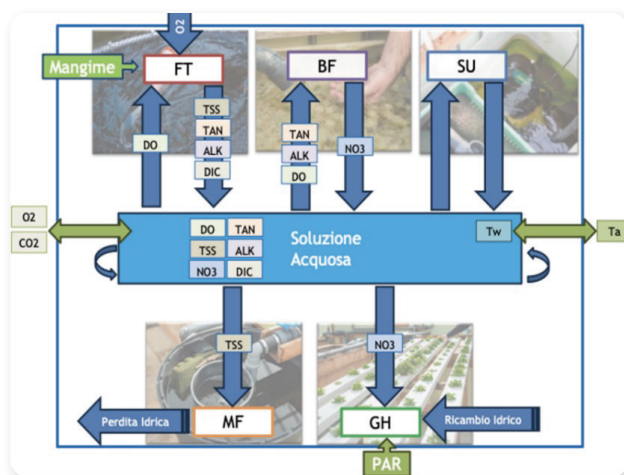 O2
Mangime
FT
BF
SU
DO
TSS
TAN
ALK
DIC
TAN
ALK
DO
NO3
O2
CO2
DO
TAN
TSS
ALK
NO3
DIC
Soluzione
Acquosa
Tw
Ta
TSS
NO3
Perdita Idrica
MF
GH
Ricambio Idrico
PAR